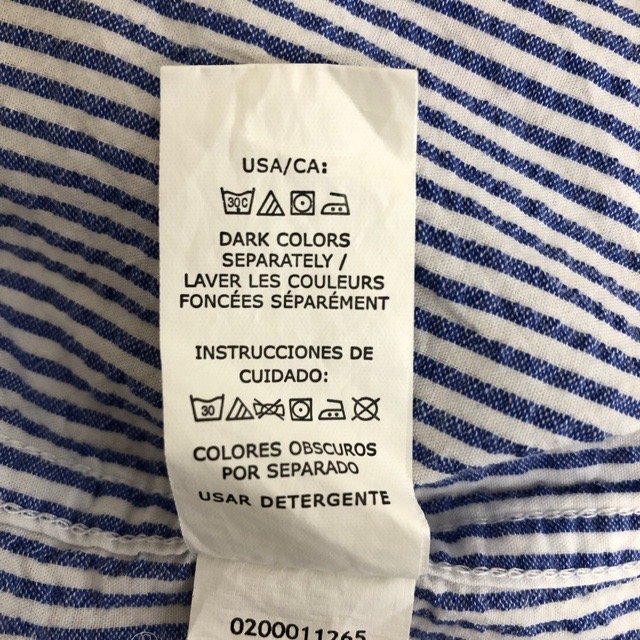 USA/CA:
30C
DARK COLORS
SEPARATELY /
LAVER LES COULEURS
FONCÉES SÉPARÉMENT
INSTRUCCIONES DE
CUIDADO:
30
COLORES OBSCUROS
POR SEPARADO
USAR DETERGENTE
0200011265